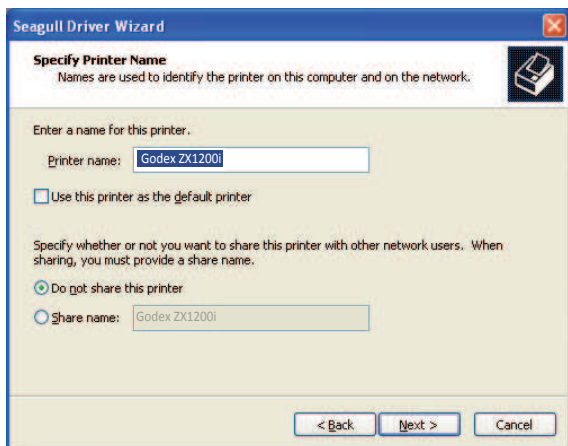 Seagull Driver Wizard
Specify Printer Name
Names are used to identify the printer on this computer and on the network.
Enter a name for this printer.
Printer name: Godex ZX1200i
Use this printer as the default printer
Specify whether or not you want to share this printer with other network users. When
sharing, you must provide a share name.
Do not share this printer
Share name: Godex ZX1200i
< Back Next > Cancel